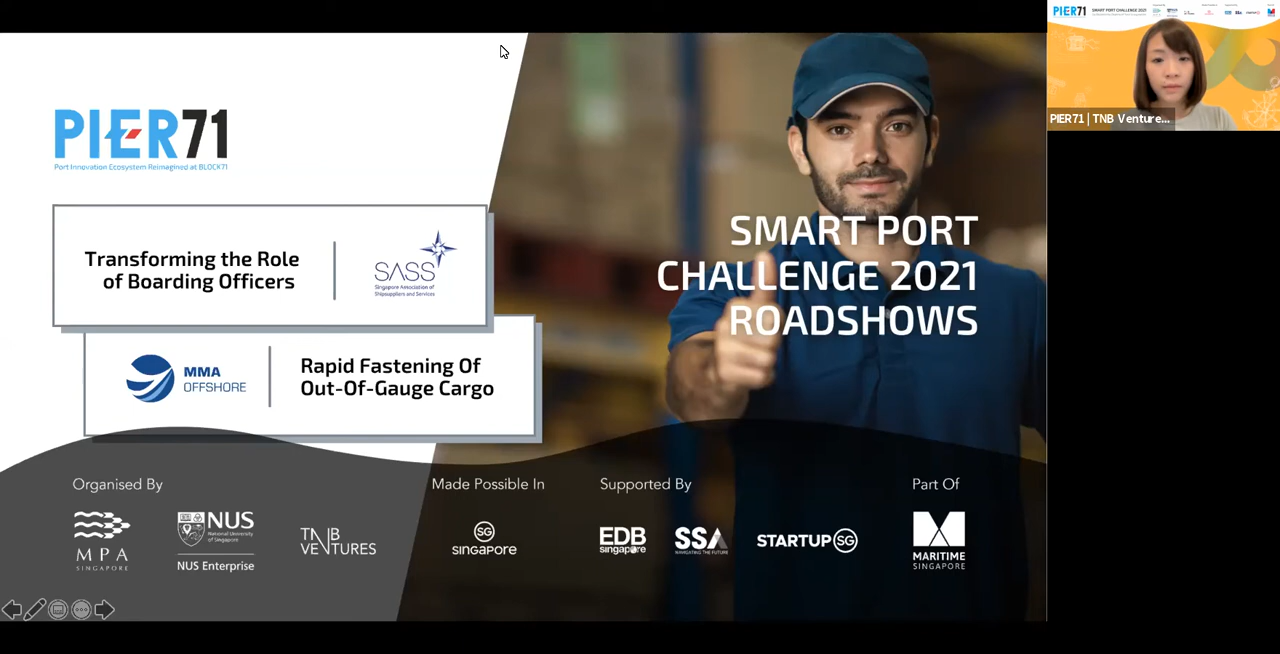 PIER71
Port Innovation Ecosystem Reimagined at BLOCK71
Transforming the Role
of Boarding Officers
SASS
Singapore Association of
Shipsuppliers and Services
MMA
OFFSHORE
Rapid Fastening Of
Out-Of-Gauge Cargo
SMART PORT
CHALLENGE 2021
ROADSHOWS
Organised By
MPA
SINGAPORE
NUS
National University
of Singapore
NUS Enterprise
TNB
VENTURES
Made Possible In
SG
SINGAPORE
Supported By
EDB
singapore
SSA
NAVIGATING THE FUTURE
STARTUP SG
Part Of
MARITIME
SINGAPORE
PIER71
SMART PORT CHALLENGE 2021
PIER71 | TNB Venture...